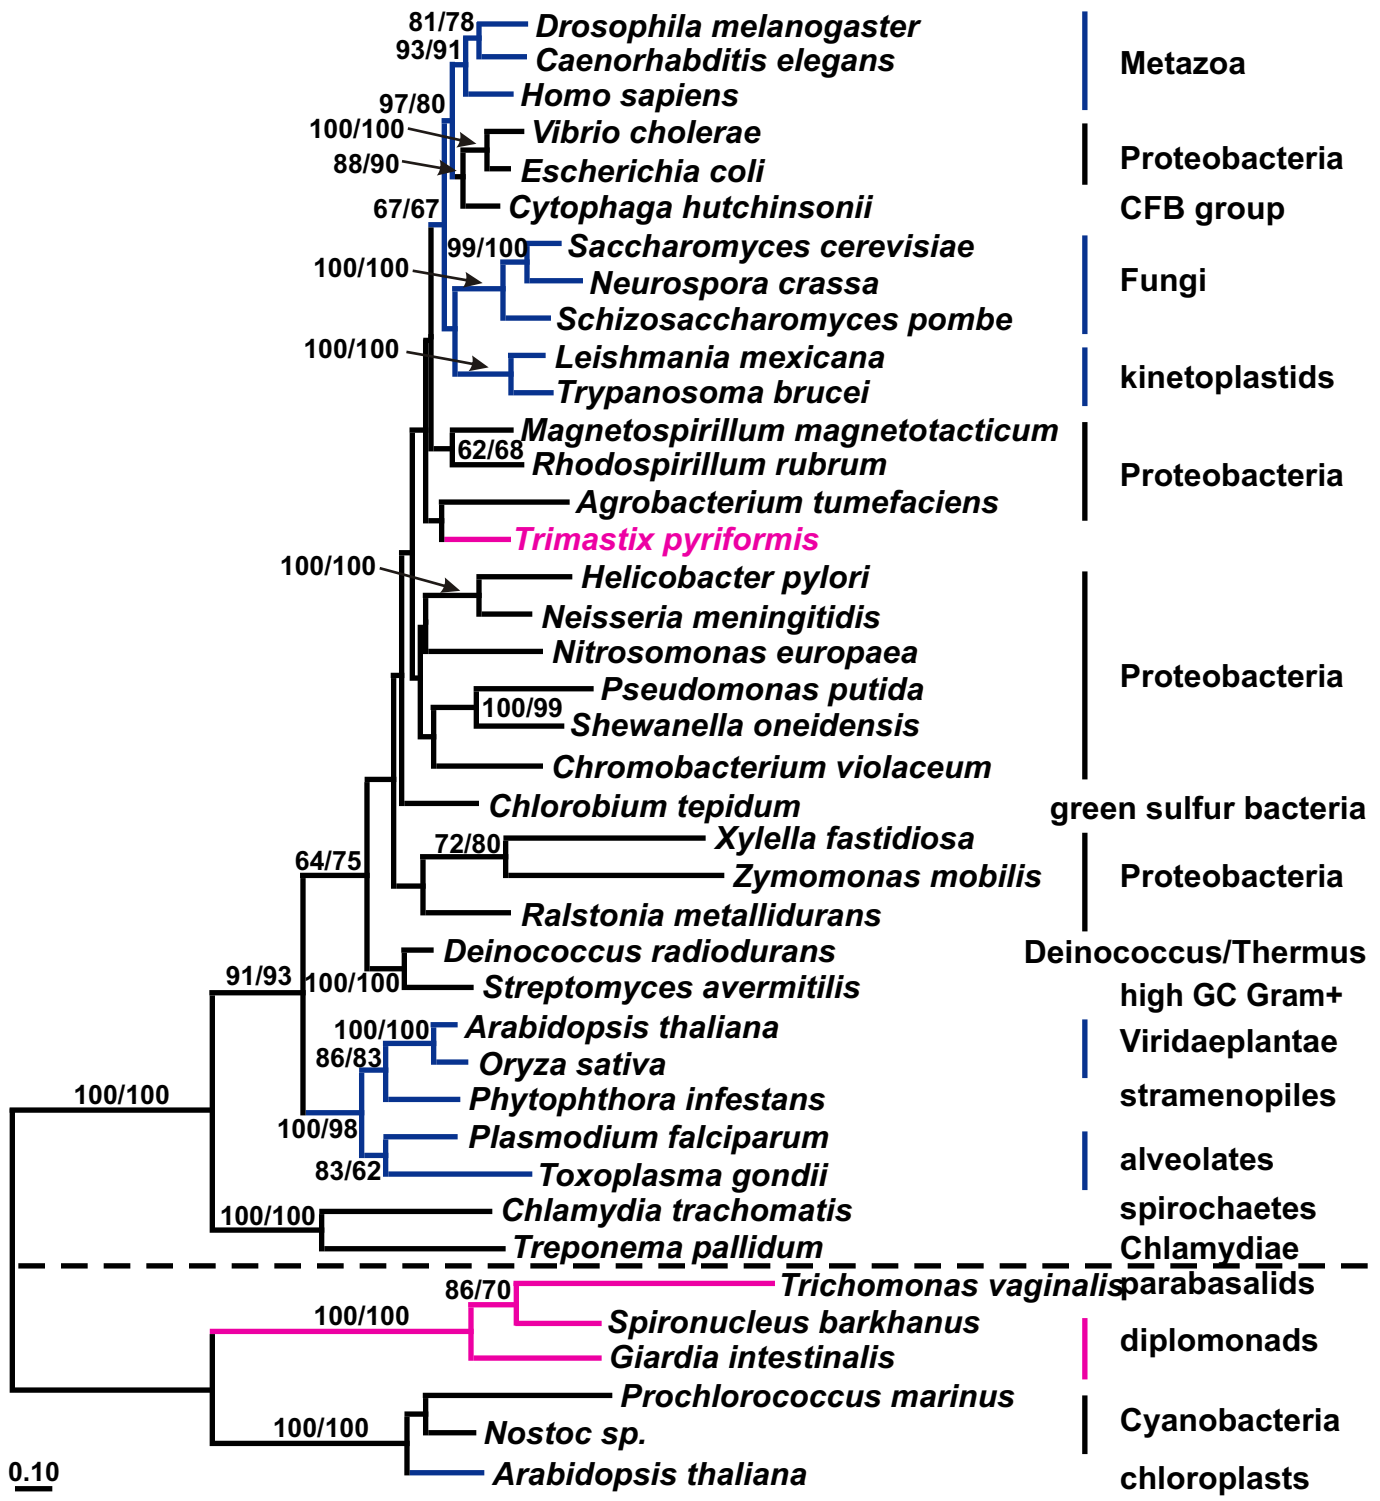 81/78
Drosophila melanogaster
93/91
Caenorhabditis elegans
Metazoa
Homo sapiens
97/80
100/100
Vibrio cholerae
88/90
Escherichia coli
Proteobacteria
67/67
Cytophaga hutchinsonii
CFB group
99/100
Saccharomyces cerevisiae
100/100
Neurospora crassa
Fungi
Schizosaccharomyces pombe
100/100
Leishmania mexicana
kinetoplastids
Trypanosoma brucei
Magnetospirillum magnetotacticum
62/68
Rhodospirillum rubrum
Proteobacteria
Agrobacterium tumefaciens
Trimastix pyriformis
100/100
Helicobacter pylori
Neisseria meningitidis
Nitrosomonas europaea
Proteobacteria
Pseudomonas putida
100/99
Shewanella oneidensis
Chromobacterium violaceum
Chlorobium tepidum
green sulfur bacteria
72/80
Xylella fastidiosa
64/75
Zymomonas mobilis
Proteobacteria
Ralstonia metallidurans
Deinococcus radiodurans
Deinococcus/Thermus
91/93
100/100
Streptomyces avermitilis
high GC Gram+
100/100
Arabidopsis thaliana
Viridaeplantae
86/83
Oryza sativa
100/100
Phytophthora infestans
stramenopiles
100/98
Plasmodium falciparum
alveolates
83/62
Toxoplasma gondii
100/100
Chlamydia trachomatis
spirochaetes
Treponema pallidum
Chlamydiae
86/70
Trichomonas vaginalis
parabasalids
100/100
Spironucleus barkhanus
diplomonads
Giardia intestinalis
Prochlorococcus marinus
100/100
Nostoc sp.
Cyanobacteria
0.10
Arabidopsis thaliana
chloroplasts